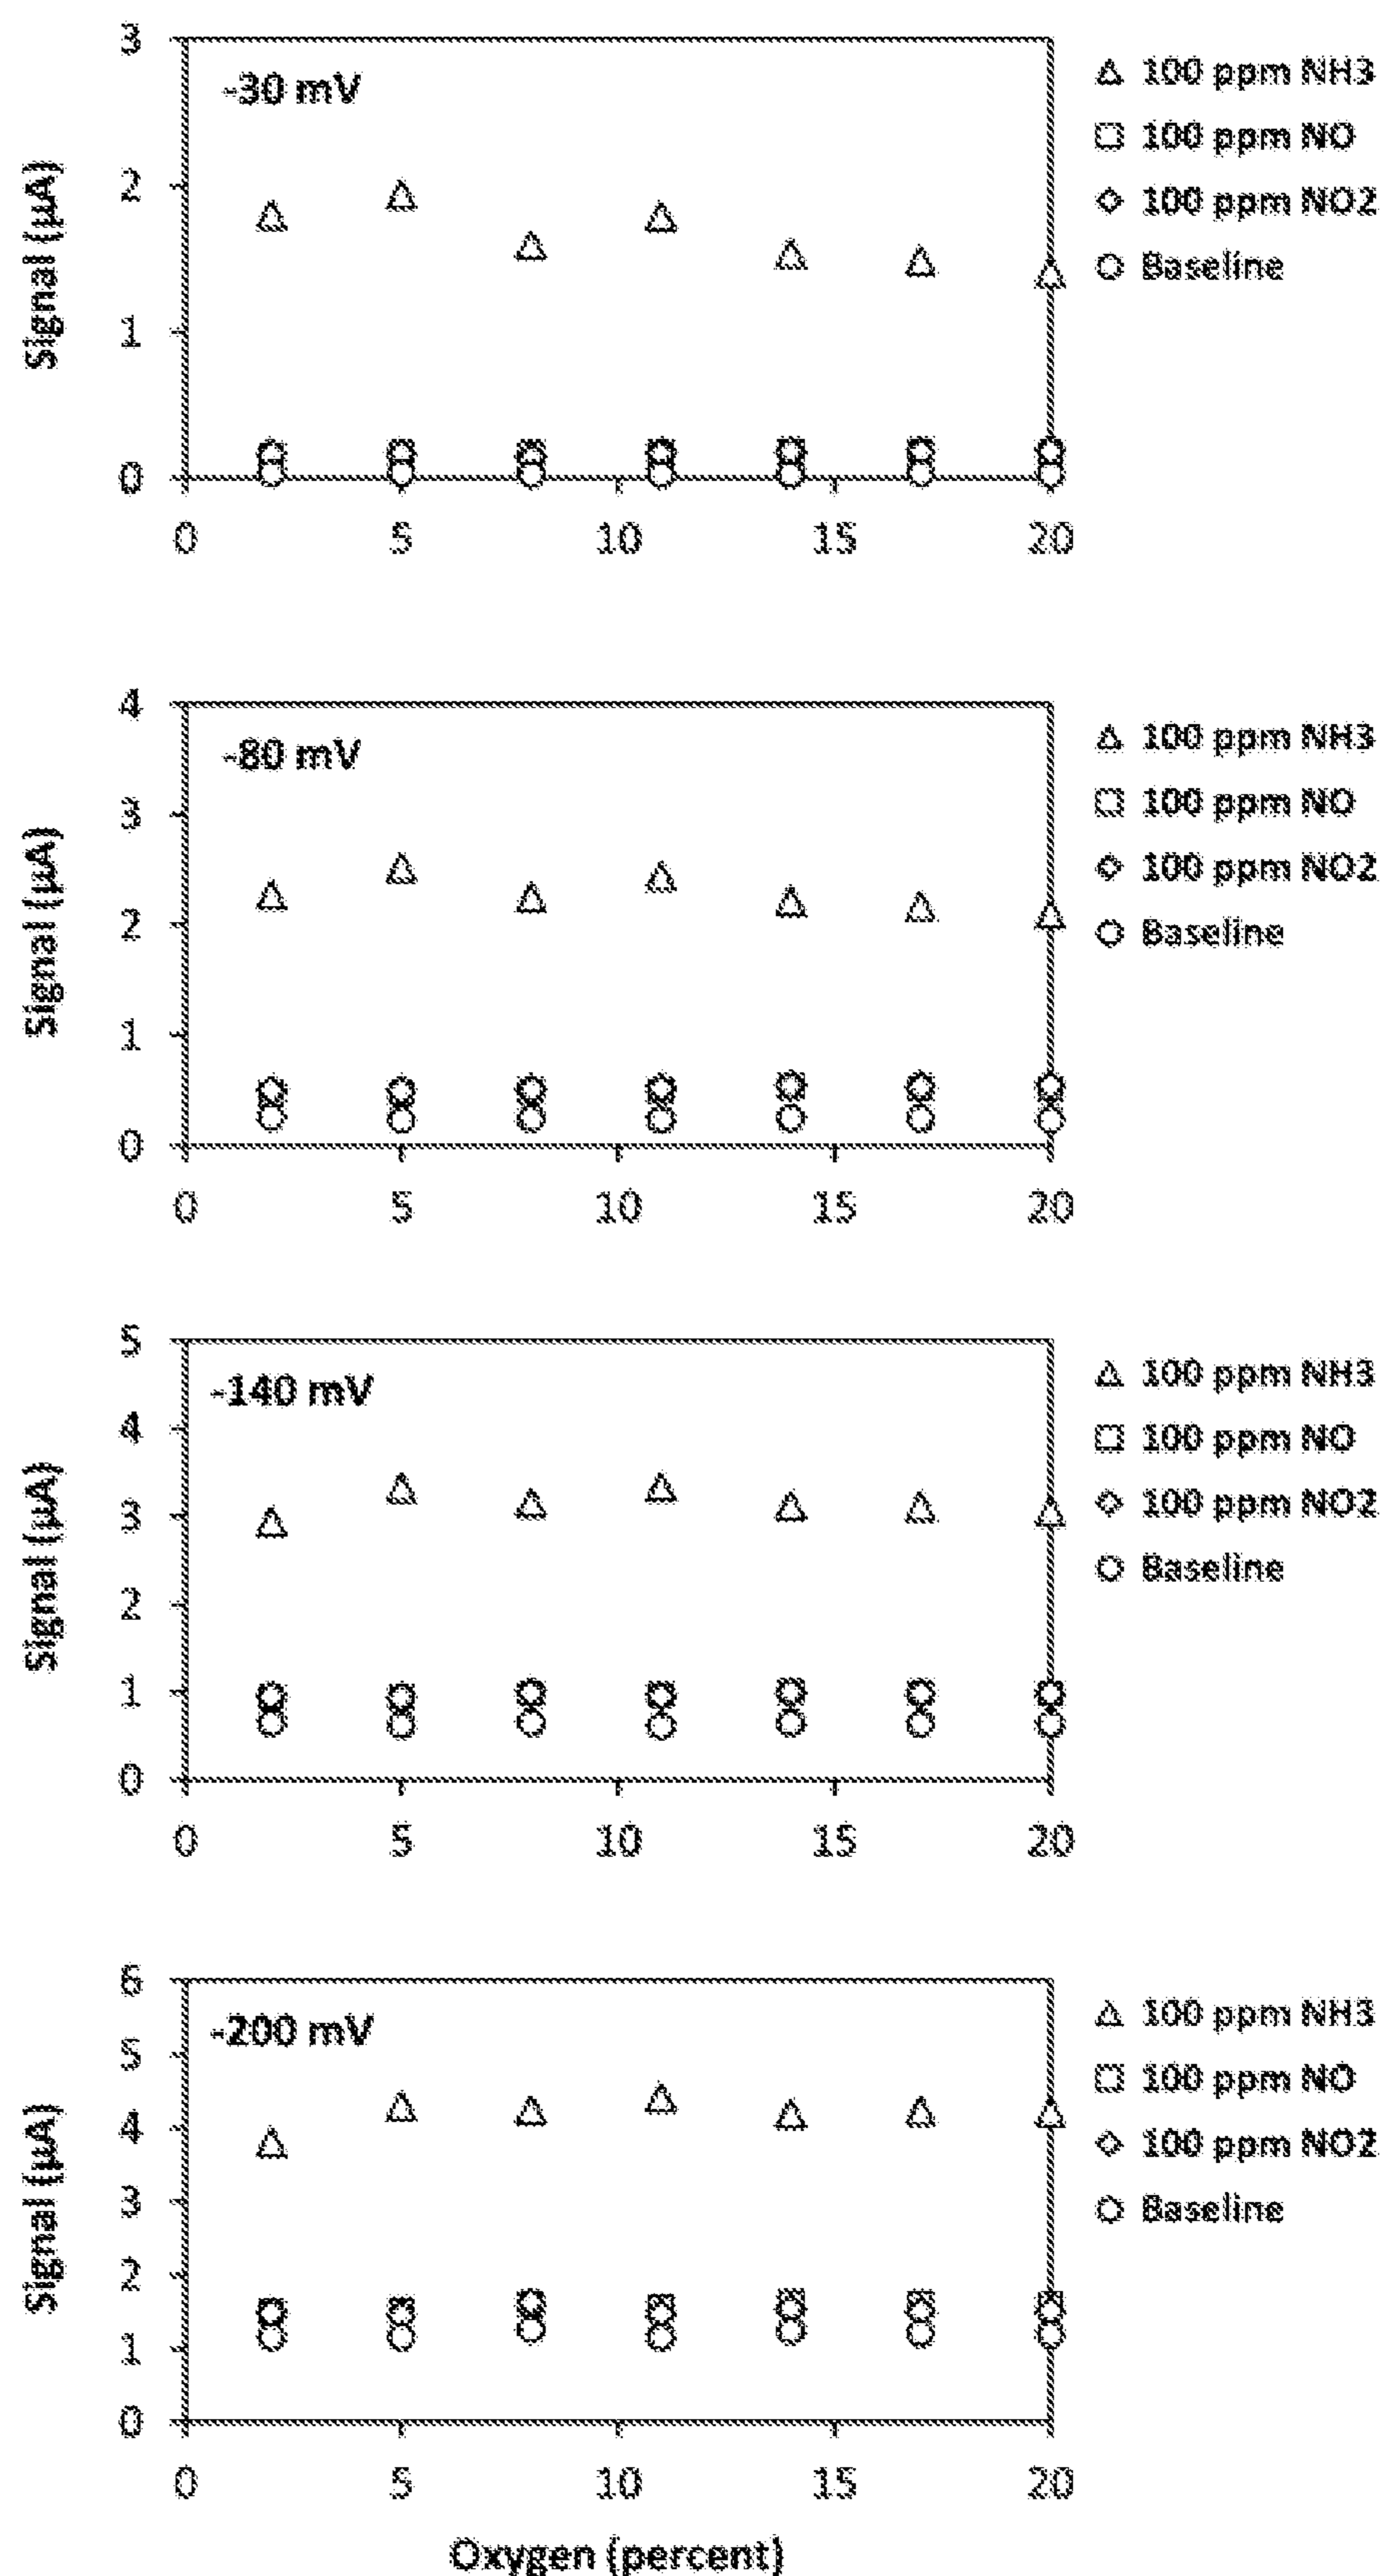 3
-30 mV
2
1
0
0 5 10 15 20
Signal (µA)
100 ppm NH3
100 ppm NO
100 ppm NO2
Baseline
4
-80 mV
3
2
1
0
0 5 10 15 20
Signal (µA)
100 ppm NH3
100 ppm NO
100 ppm NO2
Baseline
5
-140 mV
4
3
2
1
0
0 5 10 15 20
Signal (µA)
100 ppm NH3
100 ppm NO
100 ppm NO2
Baseline
6
-200 mV
5
4
3
2
1
0
0 5 10 15 20
Signal (µA)
100 ppm NH3
100 ppm NO
100 ppm NO2
Baseline
Oxygen (percent)